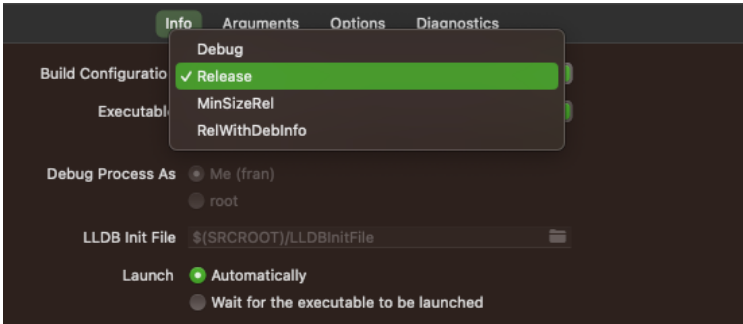 Info Arguments Options Diagnostics
Debug
Build Configuratio ✓ Release
Executabl MinSizeRel
RelWithDebInfo
Debug Process As Me (fran)
root
LLDB Init File $(SRCROOT)/LLDBInitFile
Launch Automatically
Wait for the executable to be launched